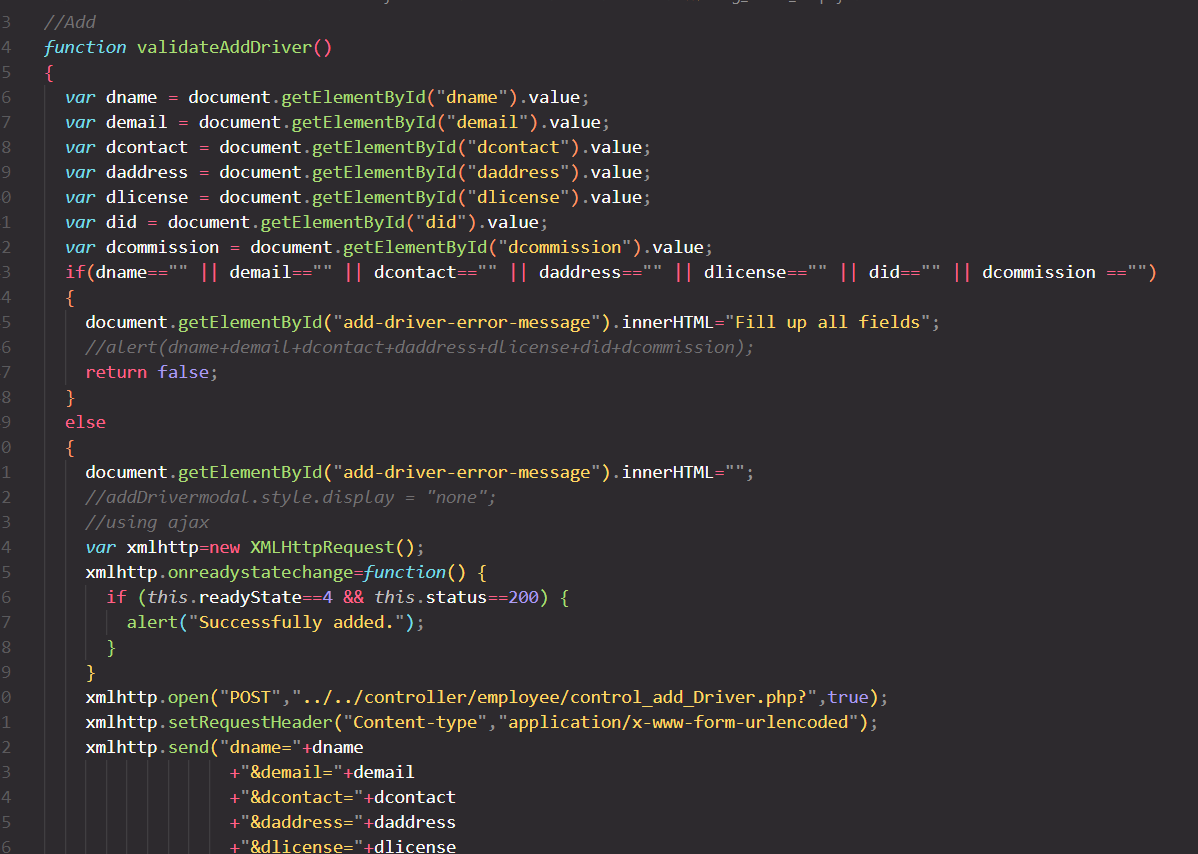 3 //Add
4 function validateAddDriver()
5 {
6 var dname = document.getElementById("dname").value;
7 var demail = document.getElementById("demail").value;
8 var dcontact = document.getElementById("dcontact").value;
9 var daddress = document.getElementById("daddress").value;
0 var dlicense = document.getElementById("dlicense").value;
1 var did = document.getElementById("did").value;
2 var dcommission = document.getElementById("dcommission").value;
3 if(dname=="" || demail=="" || dcontact=="" || daddress=="" || dlicense=="" || did=="" || dcommission =="")
4 {
5 document.getElementById("add-driver-error-message").innerHTML="Fill up all fields";
6 //alert(dname+demail+dcontact+daddress+dlicense+did+dcommission);
7 return false;
8 }
9 else
0 {
1 document.getElementById("add-driver-error-message").innerHTML="";
2 //addDrivermodal.style.display = "none";
3 //using ajax
4 var xmlhttp=new XMLHttpRequest();
5 xmlhttp.onreadystatechange=function() {
6 if (this.readyState==4 && this.status==200) {
7 alert("Successfully added.");
8 }
9 }
0 xmlhttp.open("POST","../../controller/employee/control_add_Driver.php?",true);
1 xmlhttp.setRequestHeader("Content-type","application/x-www-form-urlencoded");
2 xmlhttp.send("dname="+dname
3 +"&demail="+demail
4 +"&dcontact="+dcontact
5 +"&daddress="+daddress
6 +"&dlicense="+dlicense